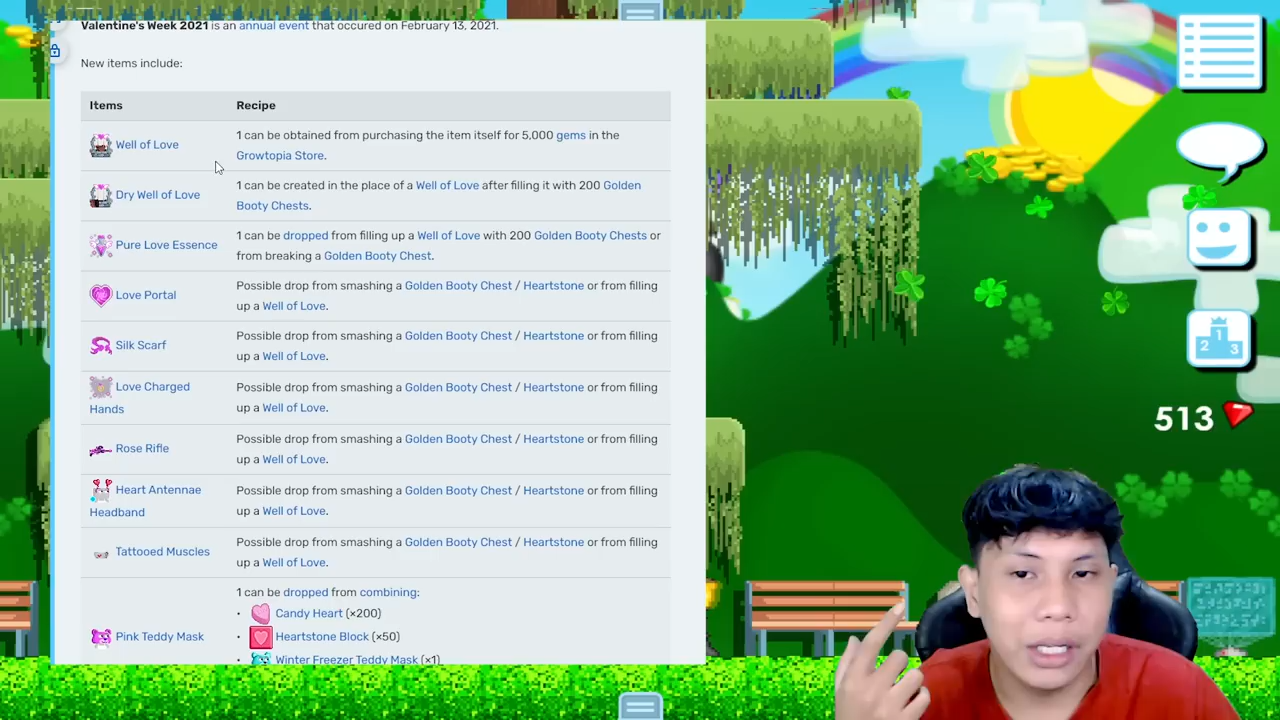 Valentine's Week 2021 is an annual event that occured on February 13, 2021.
New items include:
Items Recipe
Well of Love
1 can be obtained from purchasing the item itself for 5,000 gems in the
Growtopia Store.
Dry Well of Love
1 can be created in the place of a Well of Love after filling it with 200 Golden
Booty Chests.
Pure Love Essence
1 can be dropped from filling up a Well of Love with 200 Golden Booty Chests or
from breaking a Golden Booty Chest.
Love Portal
Possible drop from smashing a Golden Booty Chest / Heartstone or from filling
up a Well of Love.
Silk Scarf
Possible drop from smashing a Golden Booty Chest / Heartstone or from filling
up a Well of Love.
Love Charged
Hands
Possible drop from smashing a Golden Booty Chest / Heartstone or from filling
up a Well of Love.
Rose Rifle
Possible drop from smashing a Golden Booty Chest / Heartstone or from filling
up a Well of Love.
Heart Antennae
Headband
Possible drop from smashing a Golden Booty Chest / Heartstone or from filling
up a Well of Love.
Tattooed Muscles
Possible drop from smashing a Golden Booty Chest / Heartstone or from filling
up a Well of Love.
Pink Teddy Mask
1 can be dropped from combining:
• Candy Heart (×200)
• Heartstone Block (×50)
• Winter Freezer Teddy Mask (×1)
1
2 3
513